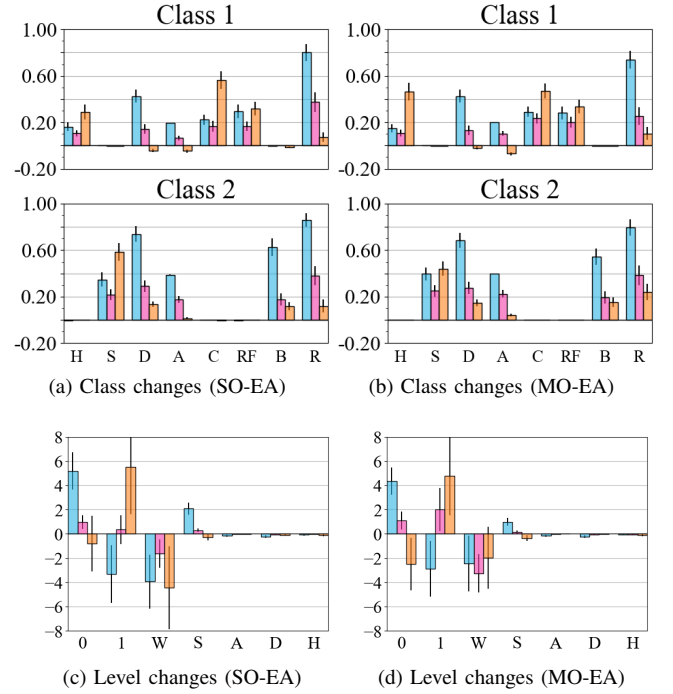 Class 1
Class 1
1.00
0.60
0.20
-0.20
1.00
0.60
0.20
-0.20
Class 2
Class 2
1.00
0.60
0.20
-0.20
1.00
0.60
0.20
-0.20
H S D A C RF B R
H S D A C RF B R
(a) Class changes (SO-EA)
(b) Class changes (MO-EA)
8
6
4
2
0
−2
−4
−6
−8
8
6
4
2
0
−2
−4
−6
−8
0 1 W S A D H
0 1 W S A D H
(c) Level changes (SO-EA)
(d) Level changes (MO-EA)